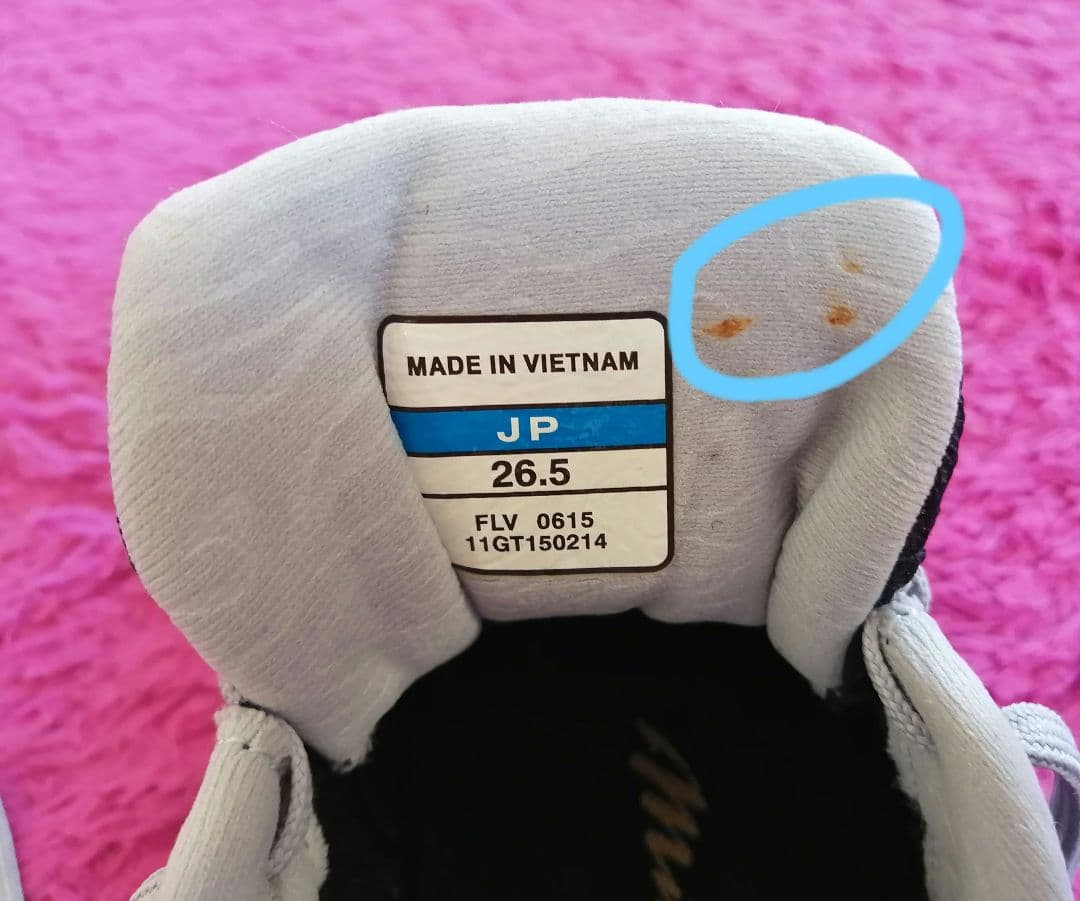 MADE IN VIETNAM
JP
26.5
FLV 0615
11GT150214